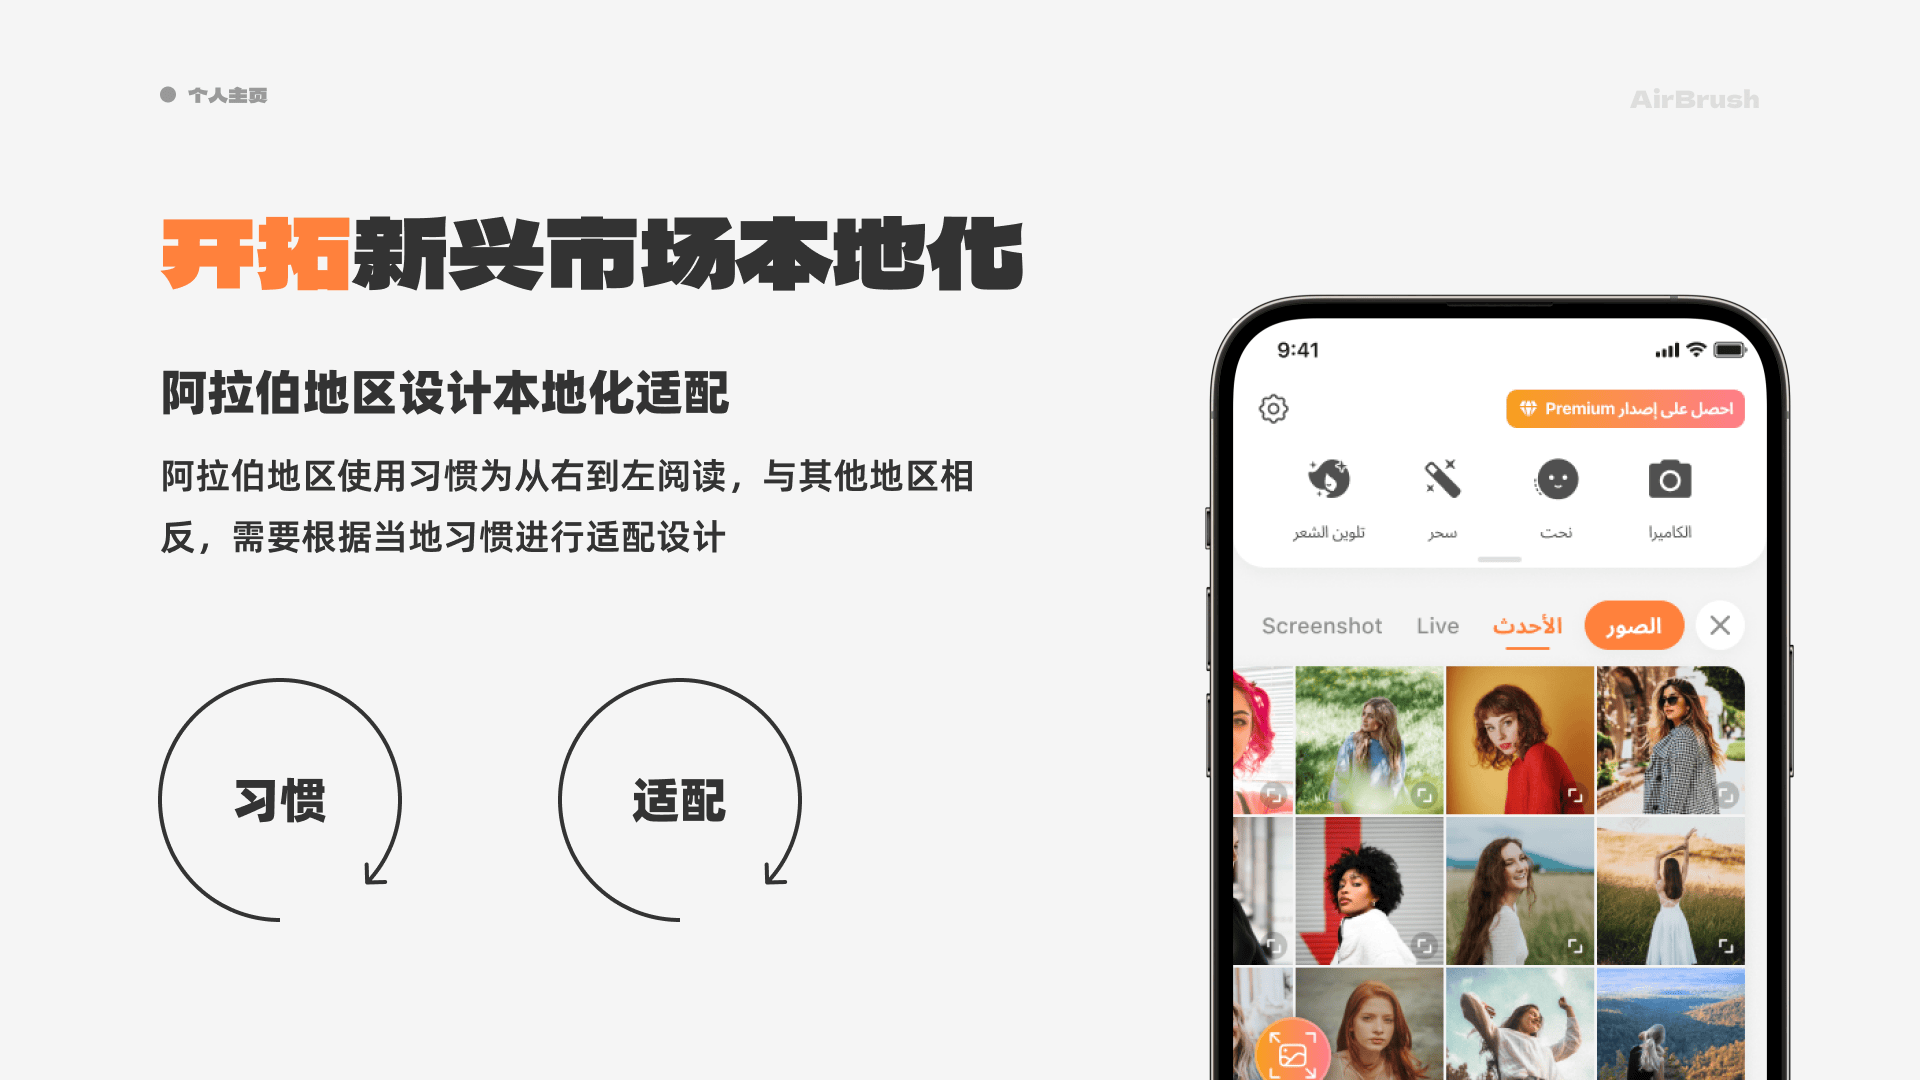 个人主页
AirBrush
开拓新兴市场本地化
阿拉伯地区设计本地化适配
阿拉伯地区使用习惯为从右到左阅读，与其他地区相
反，需要根据当地习惯进行适配设计
习惯
适配
9:41
احصل على إصدار Premium
الكاميرا
نحت
سحر
تلوين الشعر
الصور
الأحدث
Live
Screenshot